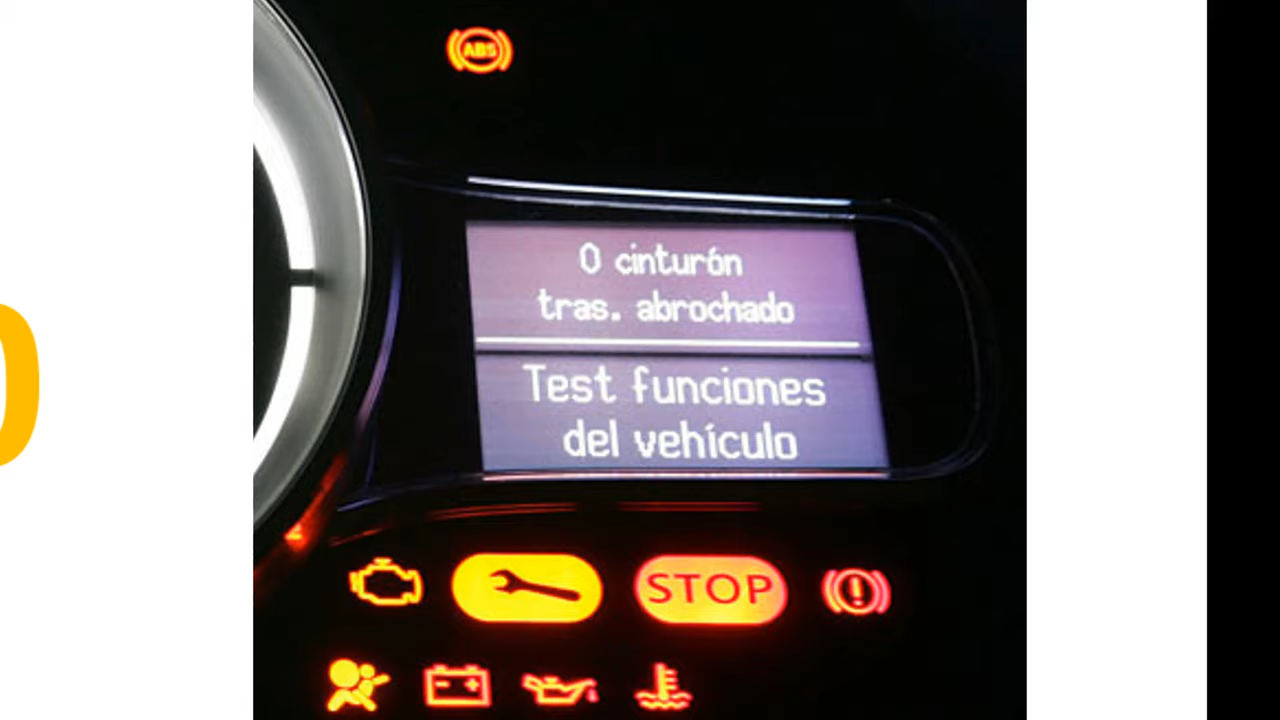 ABS
0 cinturón
tras. abrochado
Test funciones
del vehículo
STOP